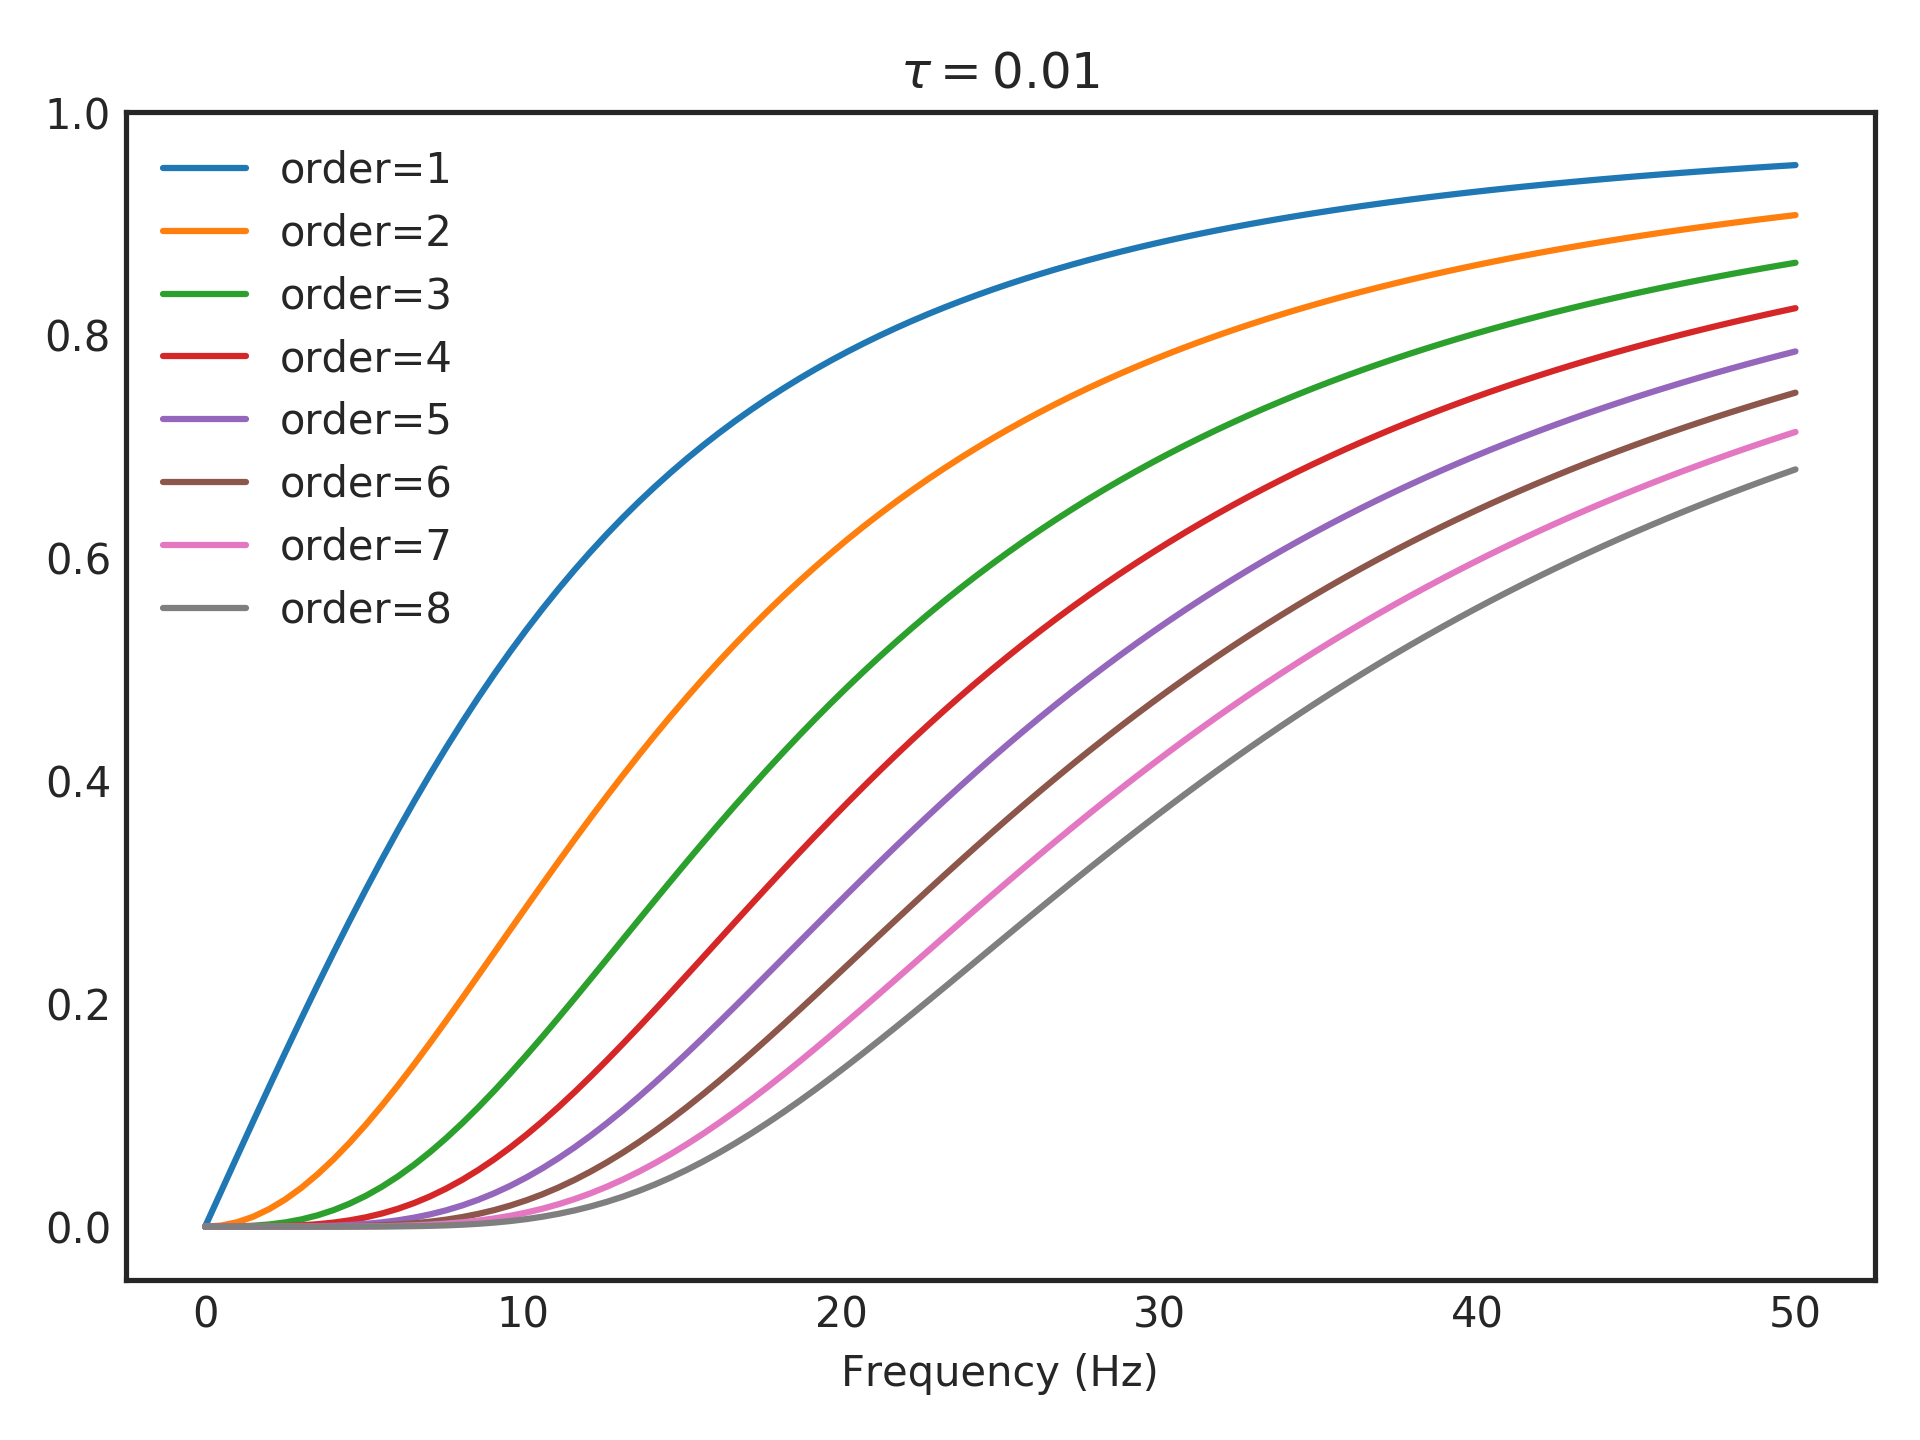 τ = 0.01
1.0
0.8
0.6
0.4
0.2
0.0
order=1
order=2
order=3
order=4
order=5
order=6
order=7
order=8
0 10 20 30 40 50
Frequency (Hz)